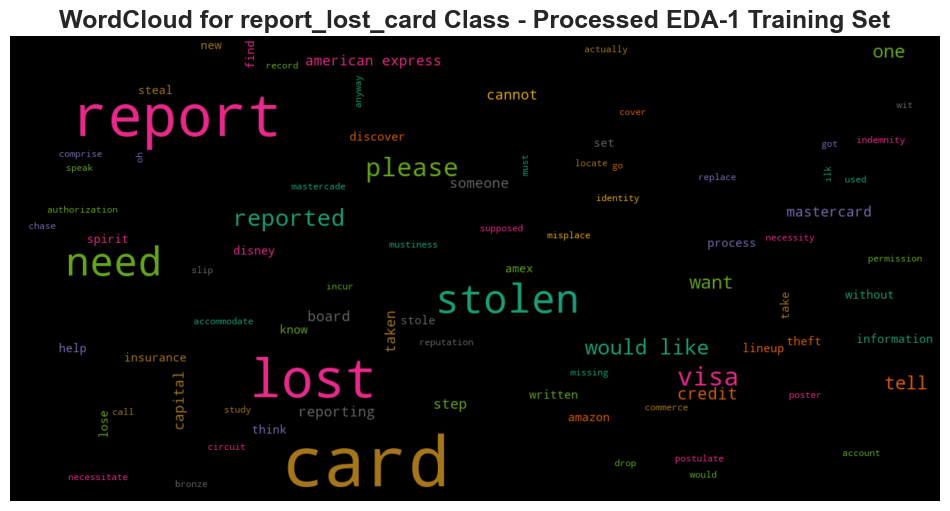 WordCloud for report_lost_card Class - Processed EDA-1 Training Set
new
find
record
american express
actually
one
steal
anyway
cannot
cover
wit
report
discover
set
got
indemnity
comprise
oh
speak
please
must
locate
go
mastercade
someone
replace
ilk
used
identity
authorization
reported
mastercard
chase
supposed
misplace
spirit
disney
mustiness
process
necessity
need
slip
amex
permission
incur
stolen
want
take
without
board
taken
stole
accommodate
know
reputation
help
insurance
would like
lineup
theft
information
lost
missing
visa
tell
capital
study
reporting
step
written
credit
poster
lose
call
amazon
commerce
think
circuit
card
account
necessitate
bronze
drop
postulate
would